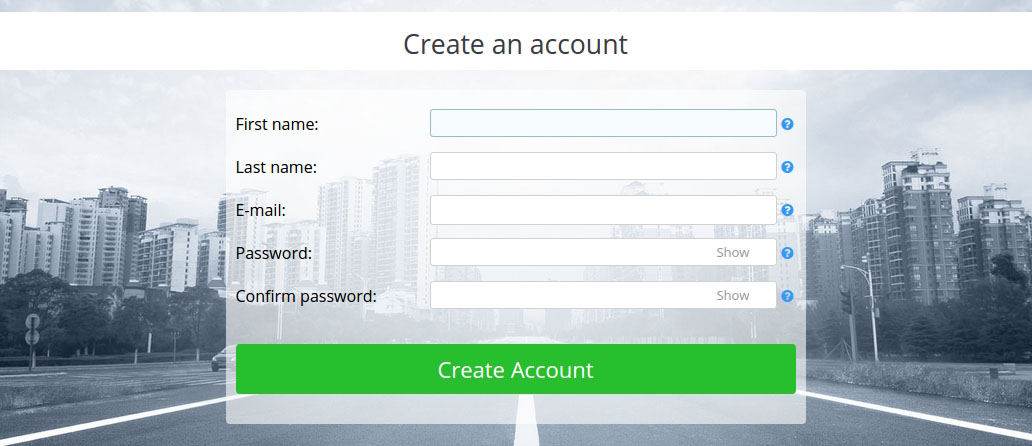 Create an account
First name:
Last name:
E-mail:
Password: Show
Confirm password: Show
Create Account